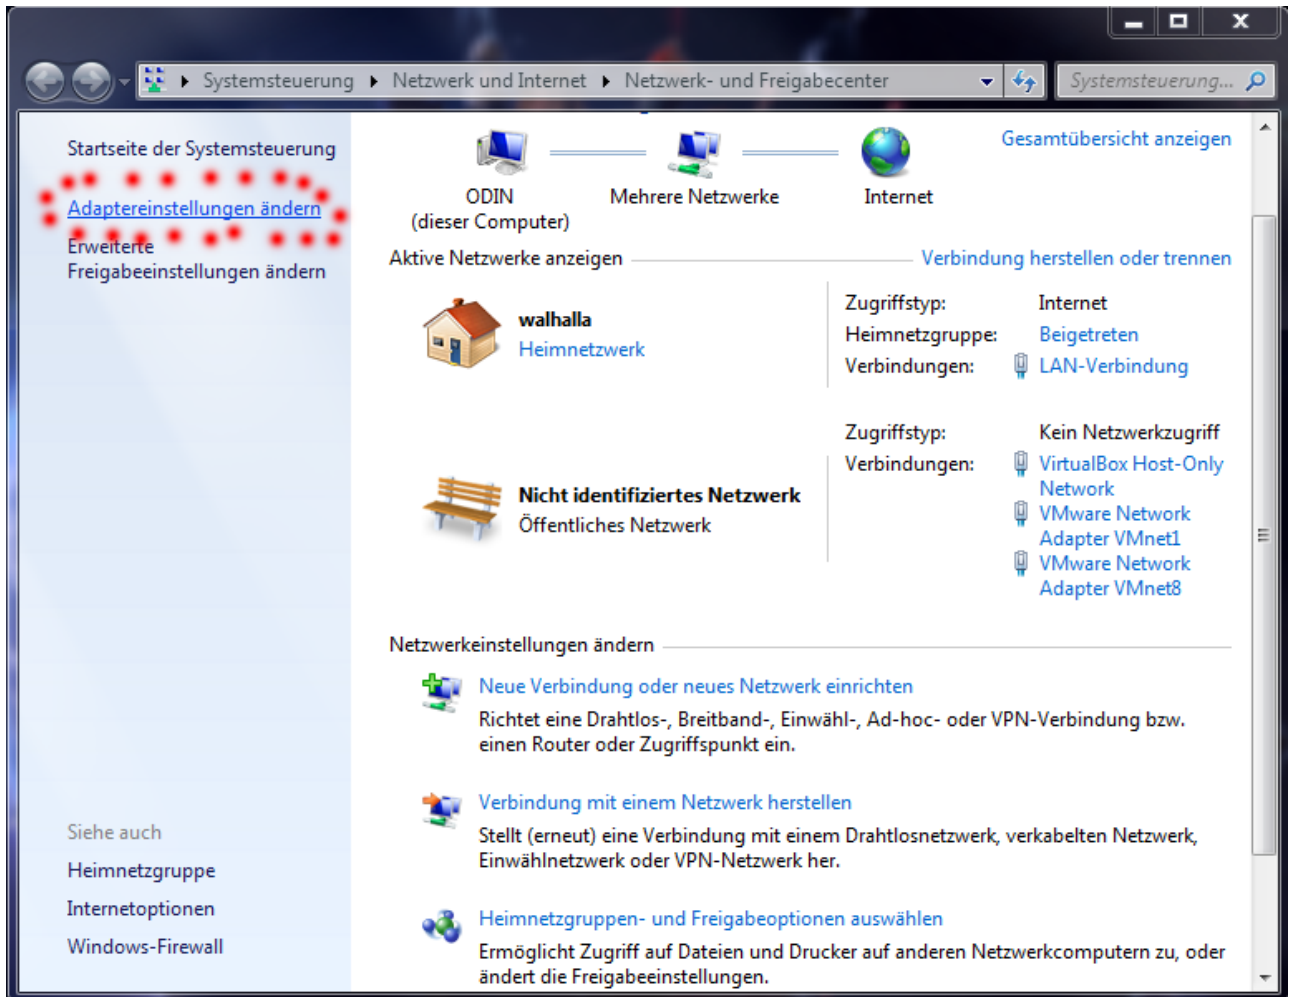 Systemsteuerung
Netzwerk und Internet
Netzwerk- und Freigabecenter
Systemsteuerung...
Startseite der Systemsteuerung
Adaptereinstellungen ändern
Erweiterte
Freigabeeinstellungen ändern
Siehe auch
Heimnetzgruppe
Internetoptionen
Windows-Firewall
Gesamtübersicht anzeigen
ODIN
(dieser Computer)
Mehrere Netzwerke
Internet
Aktive Netzwerke anzeigen
Verbindung herstellen oder trennen
walhalla
Heimnetzwerk
Zugriffstyp: Internet
Heimnetzgruppe: Beigetreten
Verbindungen: LAN-Verbindung
Nicht identifiziertes Netzwerk
Öffentliches Netzwerk
Zugriffstyp: Kein Netzwerkzugriff
Verbindungen: VirtualBox Host-Only
Network
VMware Network
Adapter VMnet1
VMware Network
Adapter VMnet8
Netzwerkeinstellungen ändern
Neue Verbindung oder neues Netzwerk einrichten
Richtet eine Drahtlos-, Breitband-, Einwähl-, Ad-hoc- oder VPN-Verbindung bzw.
einen Router oder Zugriffspunkt ein.
Verbindung mit einem Netzwerk herstellen
Stellt (erneut) eine Verbindung mit einem Drahtlosnetzwerk, verkabelten Netzwerk,
Einwählnetzwerk oder VPN-Netzwerk her.
Heimnetzgruppen- und Freigabeoptionen auswählen
Ermöglicht Zugriff auf Dateien und Drucker auf anderen Netzwerkcomputern zu, oder
ändert die Freigabeeinstellungen.